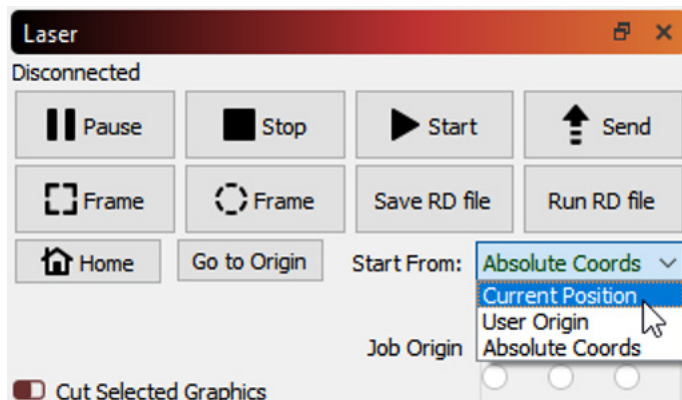 Laser
Disconnected
Pause Stop Start Send
Frame Frame Save RD file Run RD file
Home Go to Origin Start From: Absolute Coords
Current Position
User Origin
Job Origin Absolute Coords
Cut Selected Graphics